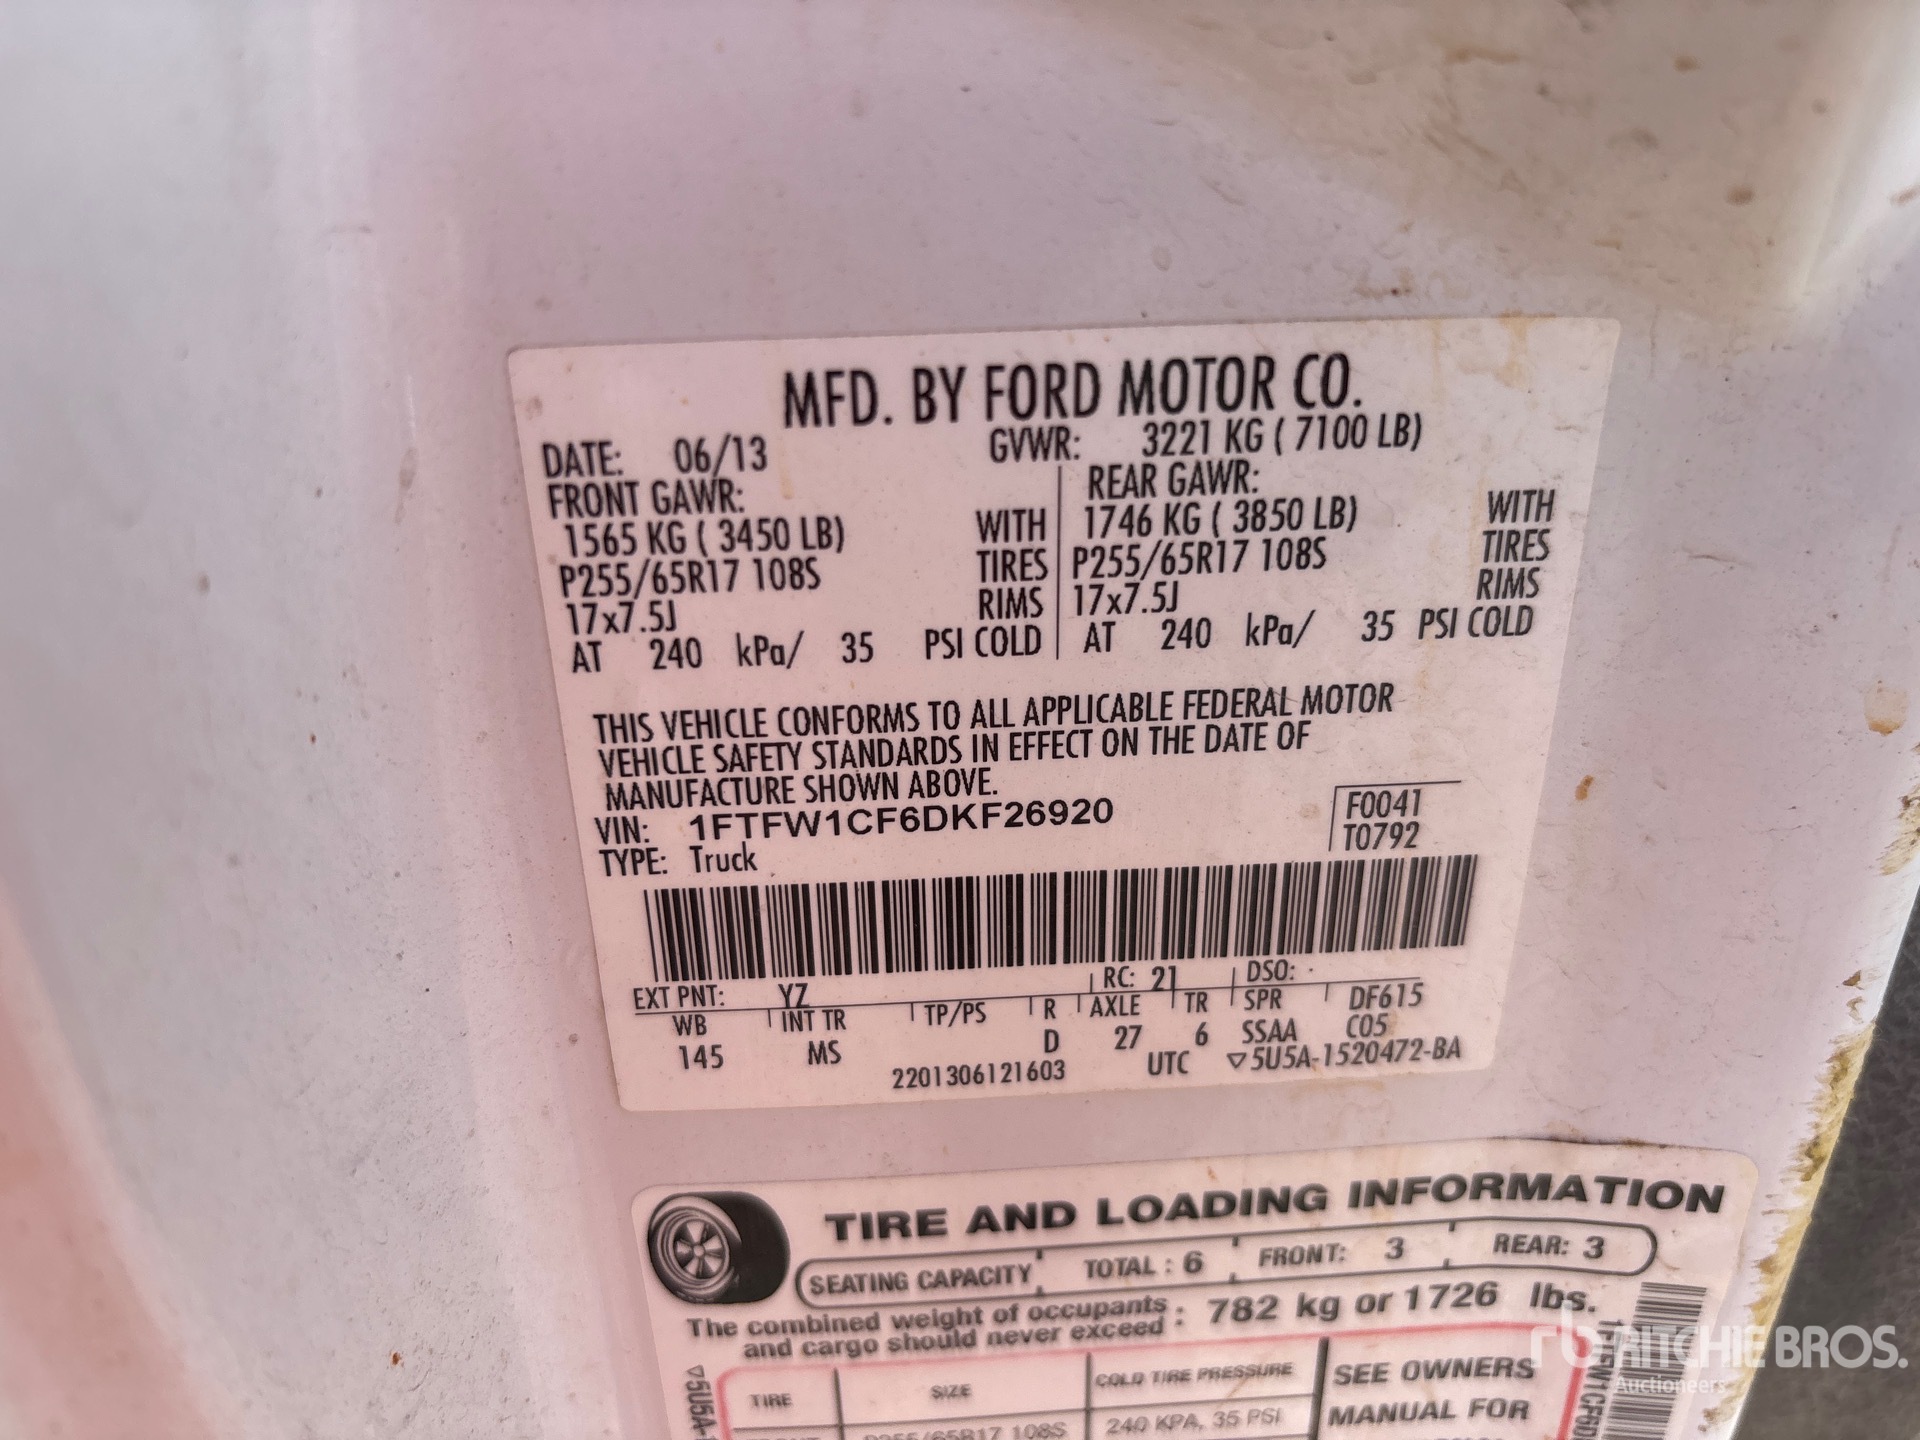 MFD. BY FORD MOTOR CO.
DATE: 06/13 GVWR: 3221 KG ( 7100 LB)
FRONT GAWR: REAR GAWR:
1565 KG ( 3450 LB) WITH 1746 KG ( 3850 LB) WITH
P255/65R17 108S TIRES P255/65R17 108S TIRES
17x7.5J RIMS 17x7.5J RIMS
AT 240 kPa/ 35 PSI COLD AT 240 kPa/ 35 PSI COLD
THIS VEHICLE CONFORMS TO ALL APPLICABLE FEDERAL MOTOR
VEHICLE SAFETY STANDARDS IN EFFECT ON THE DATE OF
MANUFACTURE SHOWN ABOVE.
VIN: 1FTFW1CF6DKF26920 F0041
TYPE: Truck T0792
EXT PNT: YZ RC: 21 DSO:
WB INT TR TP/PS R AXLE TR SPR DF615
145 MS D 27 6 SSAA C05
2201306121603 UTC ▽5U5A-1520472-BA
TIRE AND LOADING INFORMATION
SEATING CAPACITY TOTAL : 6 FRONT: 3 REAR: 3
The combined weight of occupants : 782 kg or 1726 lbs.
and cargo should never exceed :
TIRE SIZE COLD TIRE PRESSURE SEE OWNERS
P255/65R17 108S 240 KPA, 35 PSI MANUAL FOR
▽5U5A-
rb RITCHIE BROS.
Auctioneers